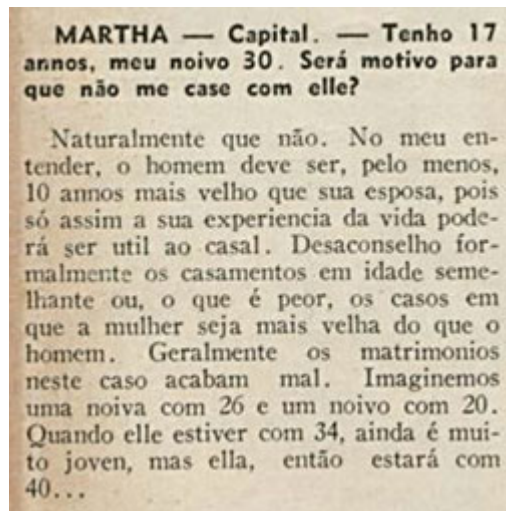 MARTHA — Capital. — Tenho 17
annos, meu noivo 30. Será motivo para
que não me case com elle?
Naturalmente que não. No meu en-
tender, o homem deve ser, pelo menos,
10 annos mais velho que sua esposa, pois
só assim a sua experiencia da vida pode-
rá ser util ao casal. Desaconselho for-
malmente os casamentos em idade seme-
lhante ou, o que é peor, os casos em
que a mulher seja mais velha do que o
homem. Geralmente os matrimonios
neste caso acabam mal. Imaginemos
uma noiva com 26 e um noivo com 20.
Quando elle estiver com 34, ainda é mui-
to joven, mas ella, então estará com
40...